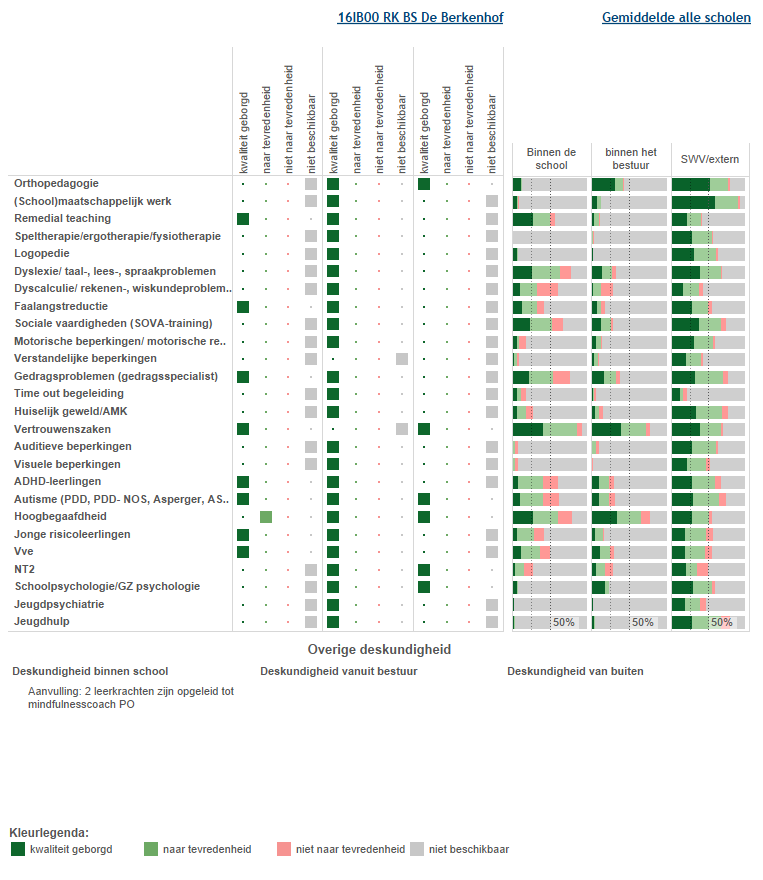 16IB00 RK BS De Berkenhof
Gemiddelde alle scholen
kwaliteit geborgd
naar tevredenheid
niet naar tevredenheid
niet beschikbaar
kwaliteit geborgd
naar tevredenheid
niet naar tevredenheid
niet beschikbaar
kwaliteit geborgd
naar tevredenheid
niet naar tevredenheid
niet beschikbaar
Binnen de school
binnen het bestuur
SWV/extern
Orthopedagogie
(School)maatschappelijk werk
Remedial teaching
Speltherapie/ergotherapie/fysiotherapie
Logopedie
Dyslexie/ taal-, lees-, spraakproblemen
Dyscalculie/ rekenen-, wiskundeproblem..
Faalangstreductie
Sociale vaardigheden (SOVA-training)
Motorische beperkingen/ motorische re..
Verstandelijke beperkingen
Gedragsproblemen (gedragsspecialist)
Time out begeleiding
Huiselijk geweld/AMK
Vertrouwenszaken
Auditieve beperkingen
Visuele beperkingen
ADHD-leerlingen
Autisme (PDD, PDD- NOS, Asperger, AS..
Hoogbegaafdheid
Jonge risicoleerlingen
Vve
NT2
Schoolpsychologie/GZ psychologie
Jeugdpsychiatrie
Jeugdhulp 50% 50% 50%
Overige deskundigheid
Deskundigheid binnen school
Deskundigheid vanuit bestuur
Deskundigheid van buiten
Aanvulling: 2 leerkrachten zijn opgeleid tot
mindfulnesscoach PO
Kleurlegenda:
kwaliteit geborgd
naar tevredenheid
niet naar tevredenheid
niet beschikbaar